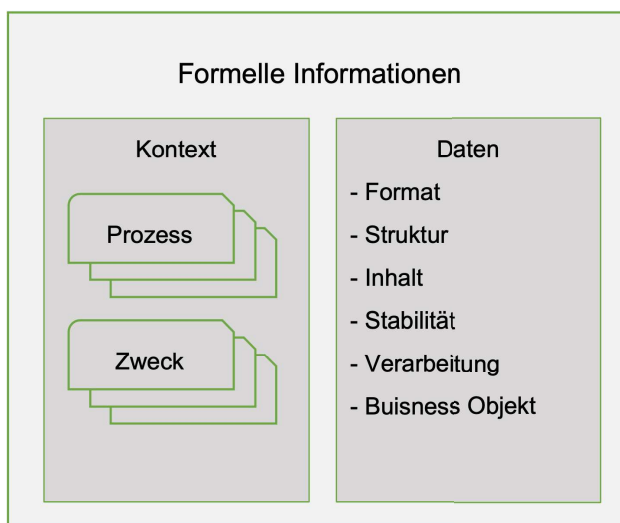 Formelle Informationen
Kontext
Prozess
Zweck
Daten
- Format
- Struktur
- Inhalt
- Stabilität
- Verarbeitung
- Buisness Objekt